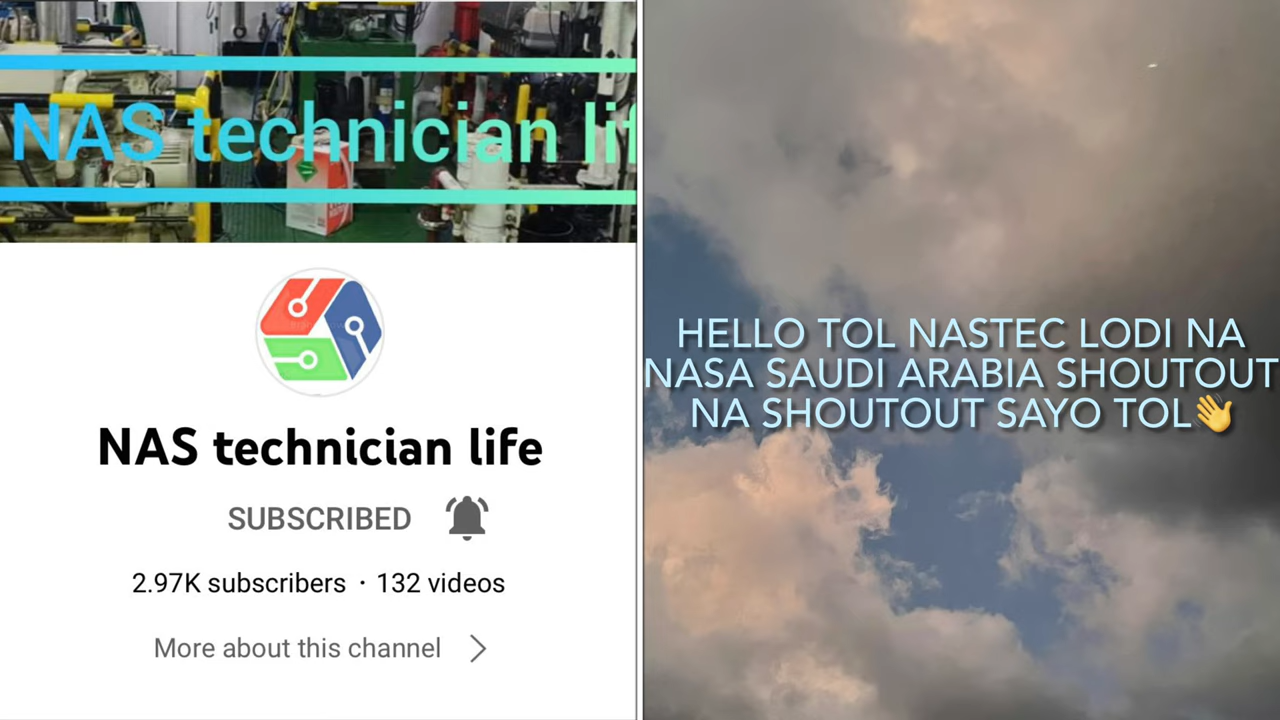 NAS technician lif
NAS technician life
SUBSCRIBED
2.97K subscribers · 132 videos
More about this channel
HELLO TOL NASTEC LODI NA
NASA SAUDI ARABIA SHOUTOUT
NA SHOUTOUT SAYO TOL👋